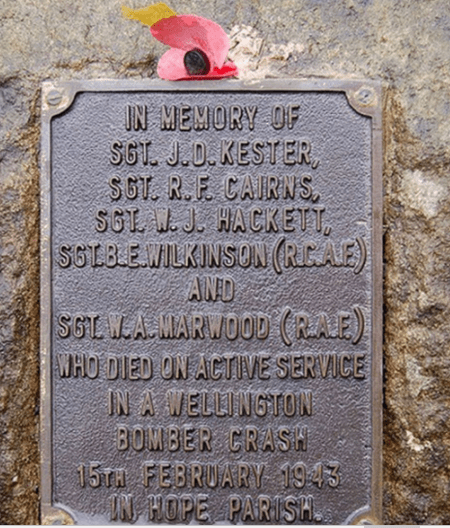 IN MEMORY OF
SGT. J.D. KESTER,
SGT. R.F. CAIRNS,
SGT. W.J. HACKETT,
SGT.B.E.WILKINSON (R.C.A.F.)
AND
SGT. W.A. MARWOOD (R.A.F.)
WHO DIED ON ACTIVE SERVICE
IN A WELLINGTON
BOMBER CRASH
15TH FEBRUARY 1943
IN HOPE PARISH.